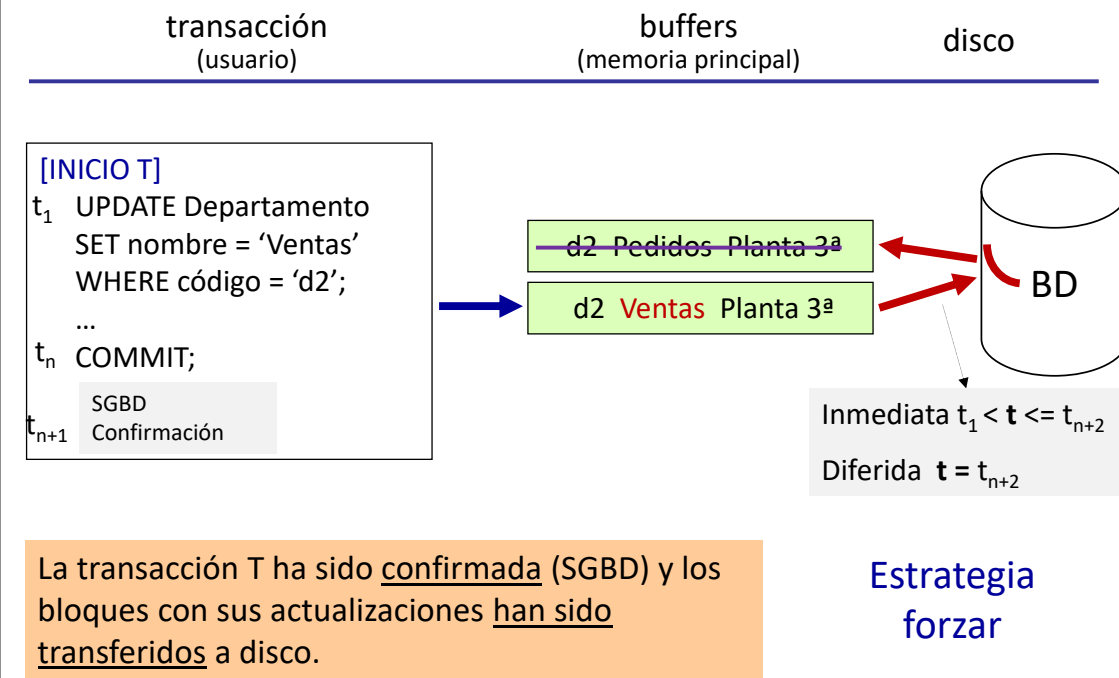 transacción
(usuario)
buffers
(memoria principal)
disco
[INICIO T]
t1 UPDATE Departamento
SET nombre = ‘Ventas’
WHERE código = ‘d2’;
...
tn COMMIT;
SGBD
tn+1 Confirmación
d2 Pedidos Planta 3ª
d2 Ventas Planta 3ª
BD
Inmediata t1 < t <= tn+2
Diferida t = tn+2
La transacción T ha sido confirmada (SGBD) y los
bloques con sus actualizaciones han sido
transferidos a disco.
Estrategia
forzar